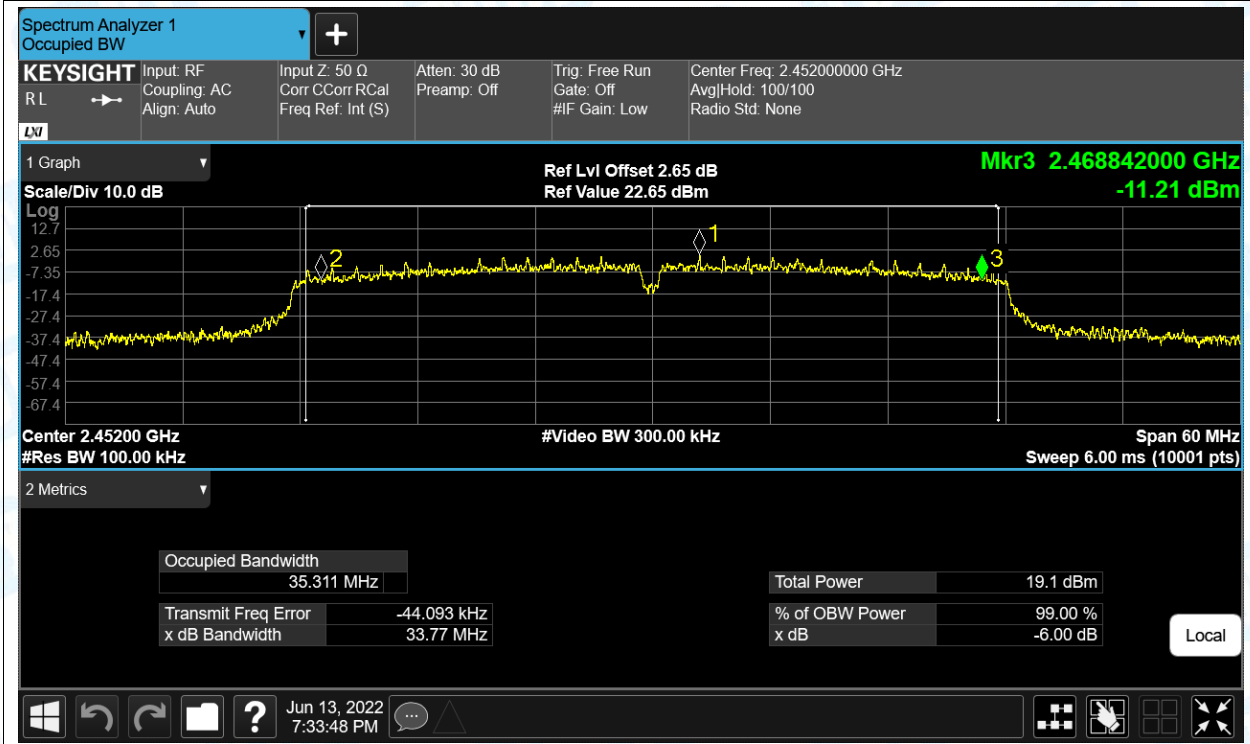 Spectrum Analyzer 1
Occupied BW
KEYSIGHT
R L
LXI
Input: RF
Coupling: AC
Align: Auto
Input Z: 50 Ω
Corr CCorr RCal
Freq Ref: Int (S)
Atten: 30 dB
Preamp: Off
Trig: Free Run
Gate: Off
#IF Gain: Low
Center Freq: 2.452000000 GHz
Avg|Hold: 100/100
Radio Std: None
1 Graph
Scale/Div 10.0 dB
Ref Lvl Offset 2.65 dB
Ref Value 22.65 dBm
Mkr3 2.468842000 GHz
-11.21 dBm
Log
12.7
2.65
-7.35
-17.4
-27.4
-37.4
-47.4
-57.4
-67.4
1
2
3
Center 2.45200 GHz
#Res BW 100.00 kHz
#Video BW 300.00 kHz
Span 60 MHz
Sweep 6.00 ms (10001 pts)
2 Metrics
Occupied Bandwidth
35.311 MHz
Transmit Freq Error -44.093 kHz
x dB Bandwidth 33.77 MHz
Total Power 19.1 dBm
% of OBW Power 99.00 %
x dB -6.00 dB
Local
?
Jun 13, 2022
7:33:48 PM